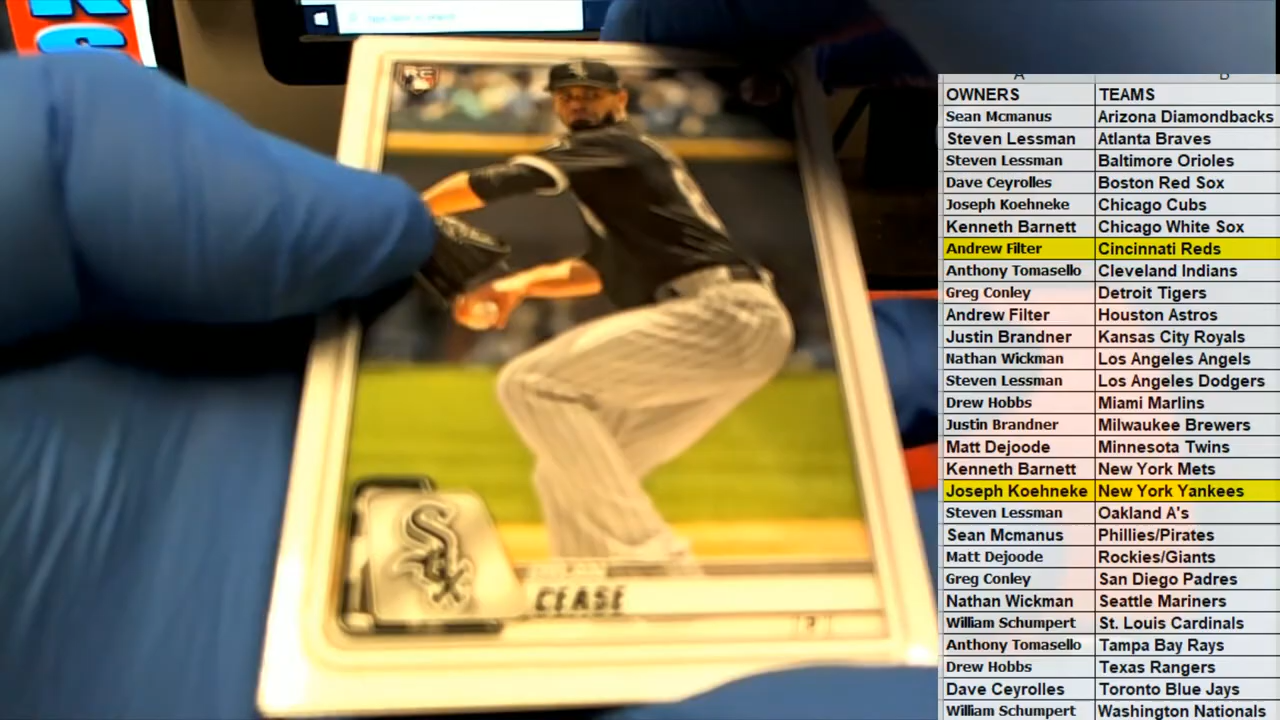 RC
Sox
CEASE
A B
OWNERS TEAMS
Sean Mcmanus Arizona Diamondbacks
Steven Lessman Atlanta Braves
Steven Lessman Baltimore Orioles
Dave Ceyrolles Boston Red Sox
Joseph Koehneke Chicago Cubs
Kenneth Barnett Chicago White Sox
Andrew Filter Cincinnati Reds
Anthony Tomasello Cleveland Indians
Greg Conley Detroit Tigers
Andrew Filter Houston Astros
Justin Brandner Kansas City Royals
Nathan Wickman Los Angeles Angels
Steven Lessman Los Angeles Dodgers
Drew Hobbs Miami Marlins
Justin Brandner Milwaukee Brewers
Matt Dejoode Minnesota Twins
Kenneth Barnett New York Mets
Joseph Koehneke New York Yankees
Steven Lessman Oakland A's
Sean Mcmanus Phillies/Pirates
Matt Dejoode Rockies/Giants
Greg Conley San Diego Padres
Nathan Wickman Seattle Mariners
William Schumpert St. Louis Cardinals
Anthony Tomasello Tampa Bay Rays
Drew Hobbs Texas Rangers
Dave Ceyrolles Toronto Blue Jays
William Schumpert Washington Nationals